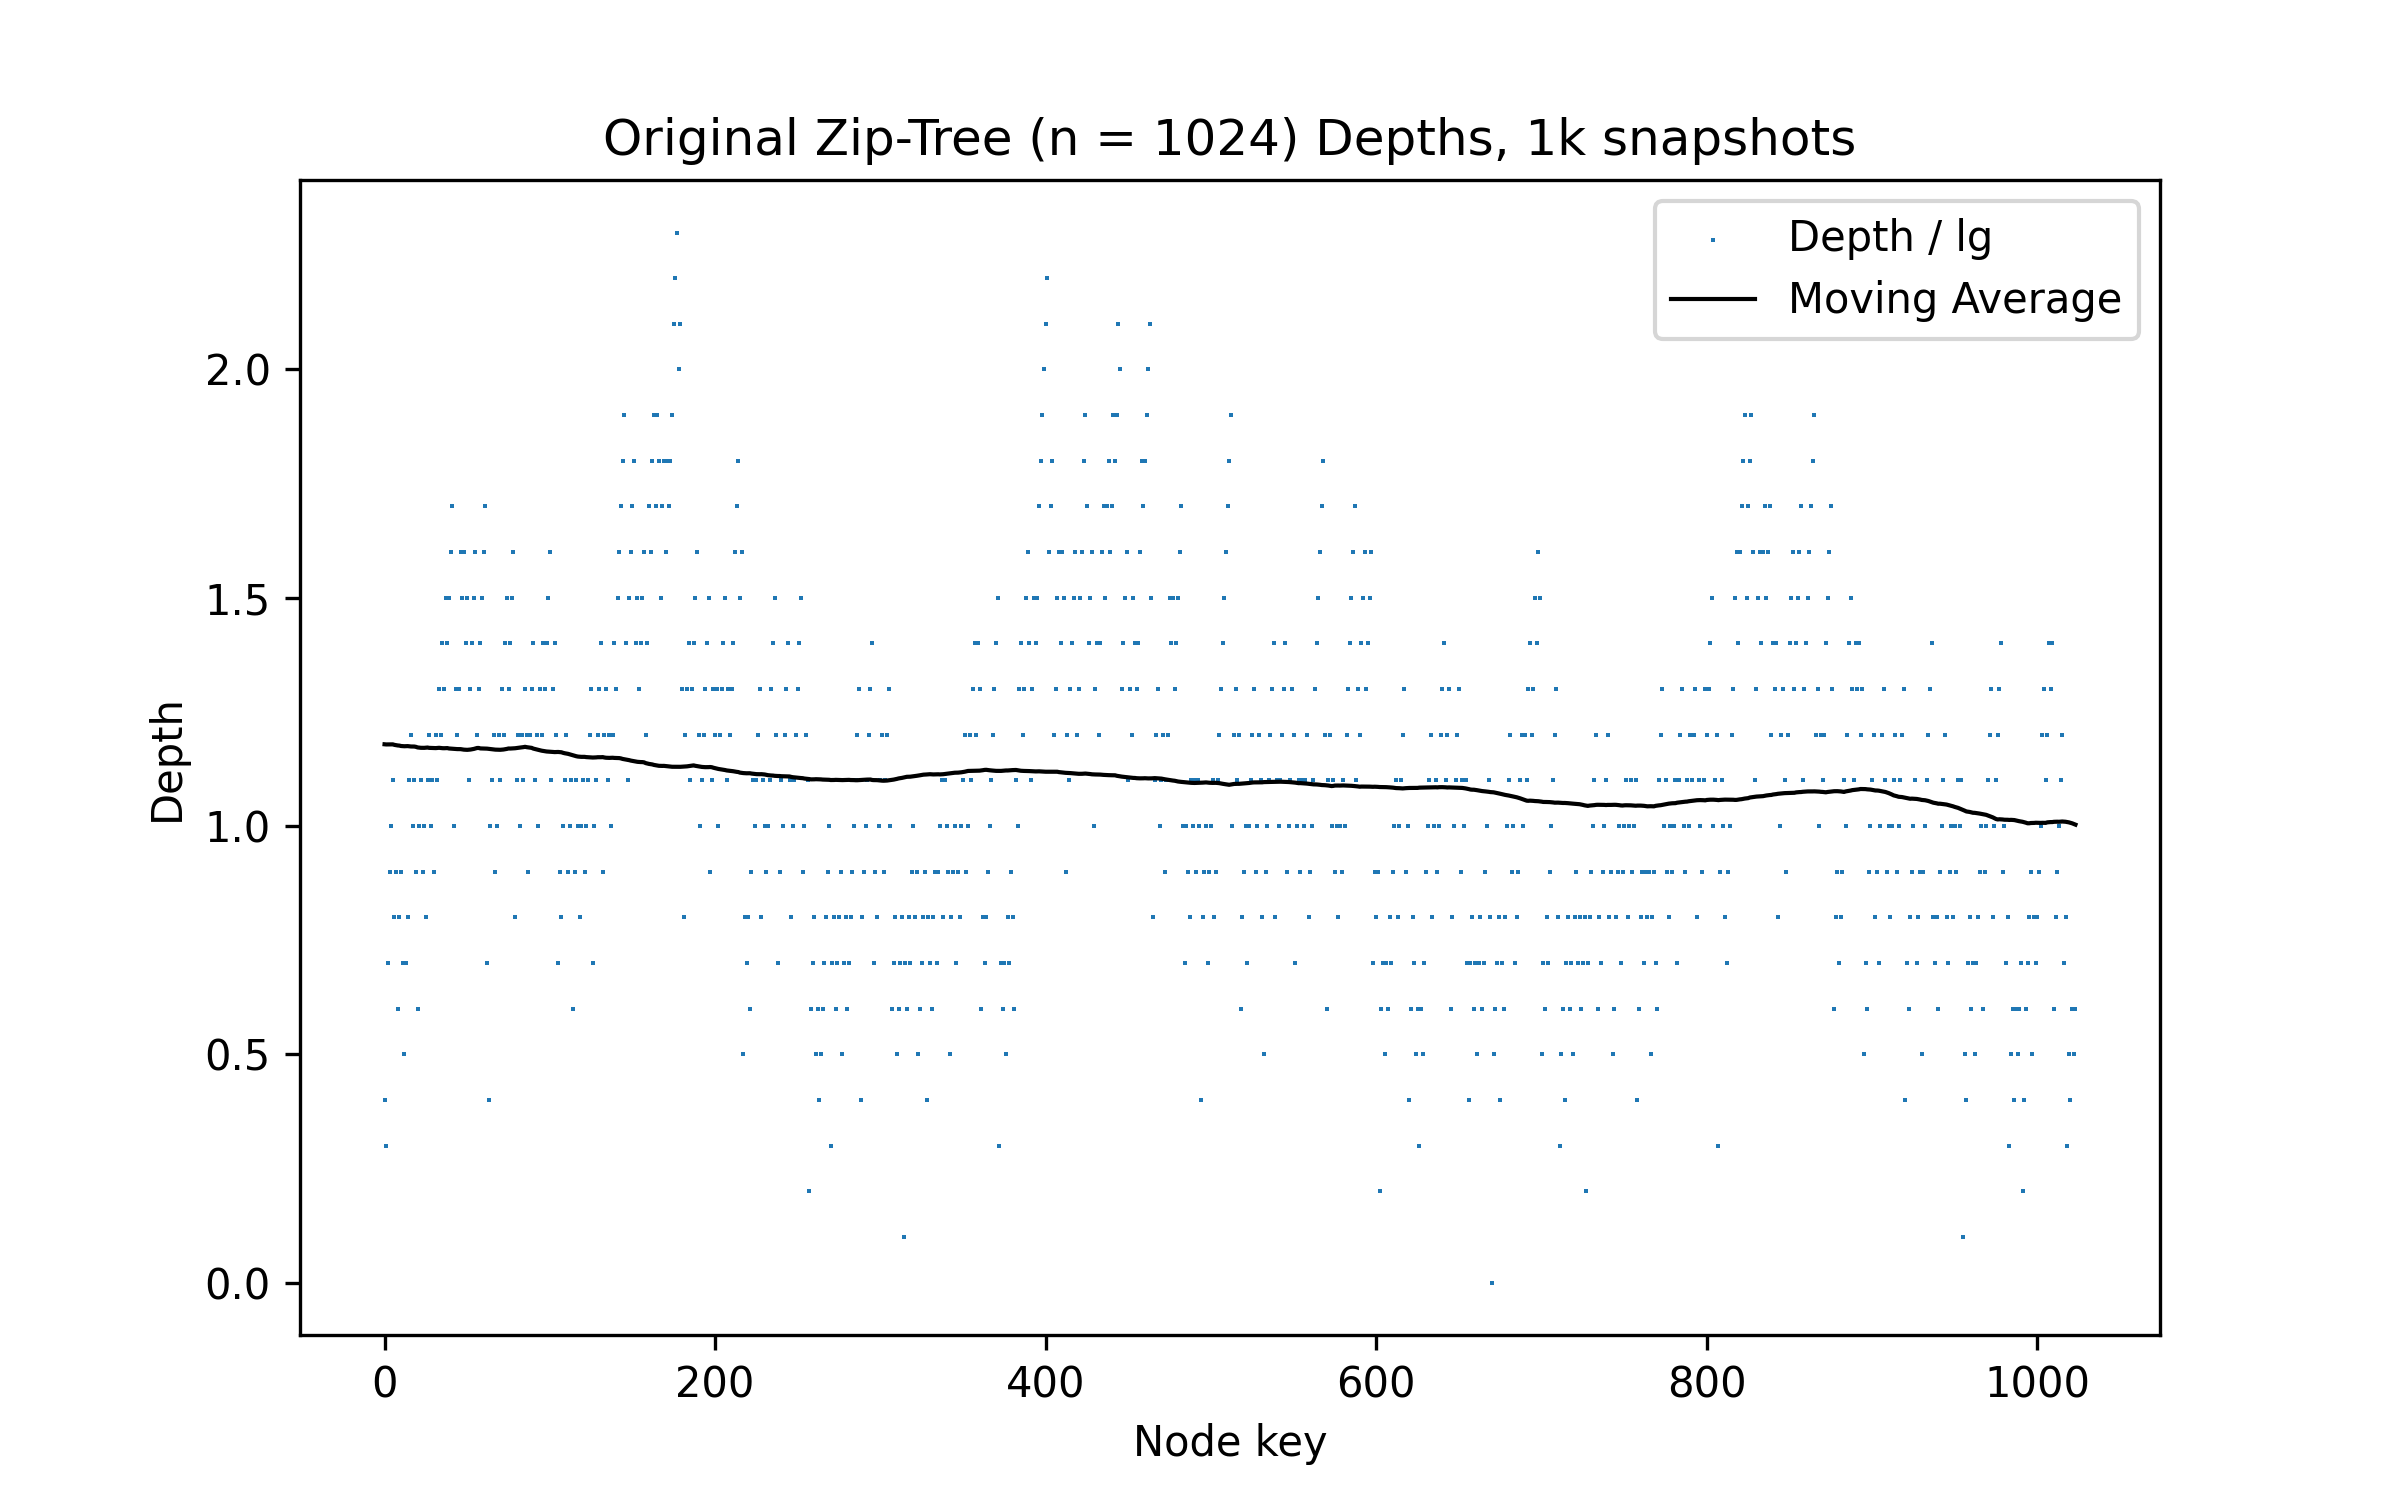 Original Zip-Tree (n = 1024) Depths, 1k snapshots
Depth / lg
Moving Average
2.0
1.5
1.0
0.5
0.0
Depth
0 200 400 600 800 1000
Node key